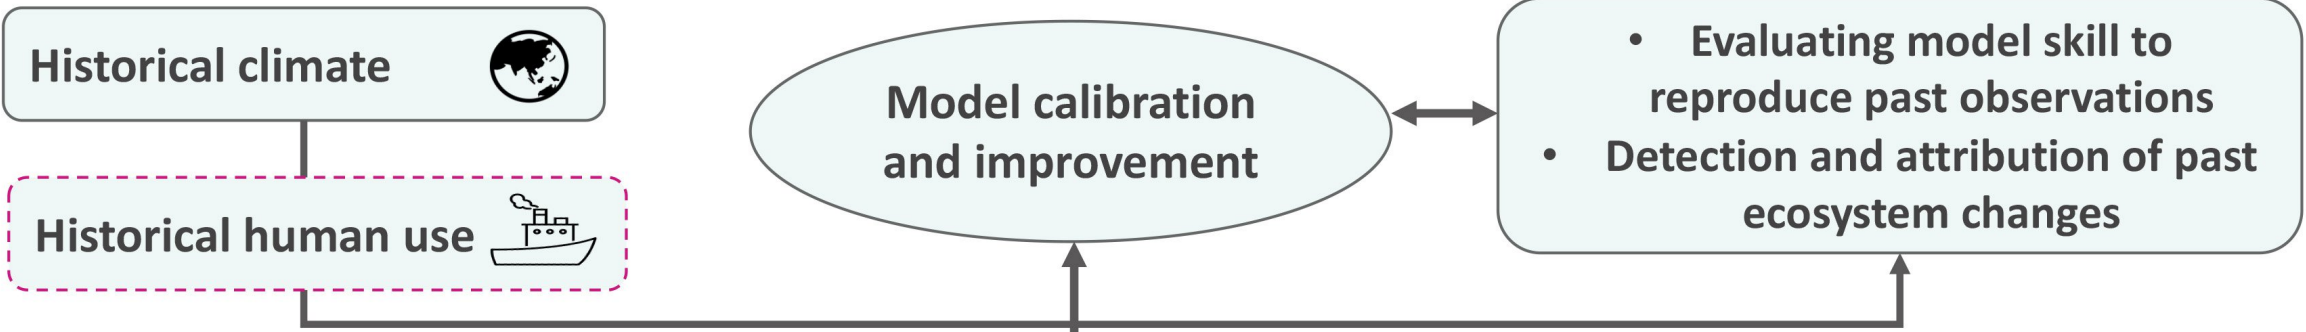 Historical climate
Historical human use
Model calibration
and improvement
• Evaluating model skill to
reproduce past observations
• Detection and attribution of past
ecosystem changes